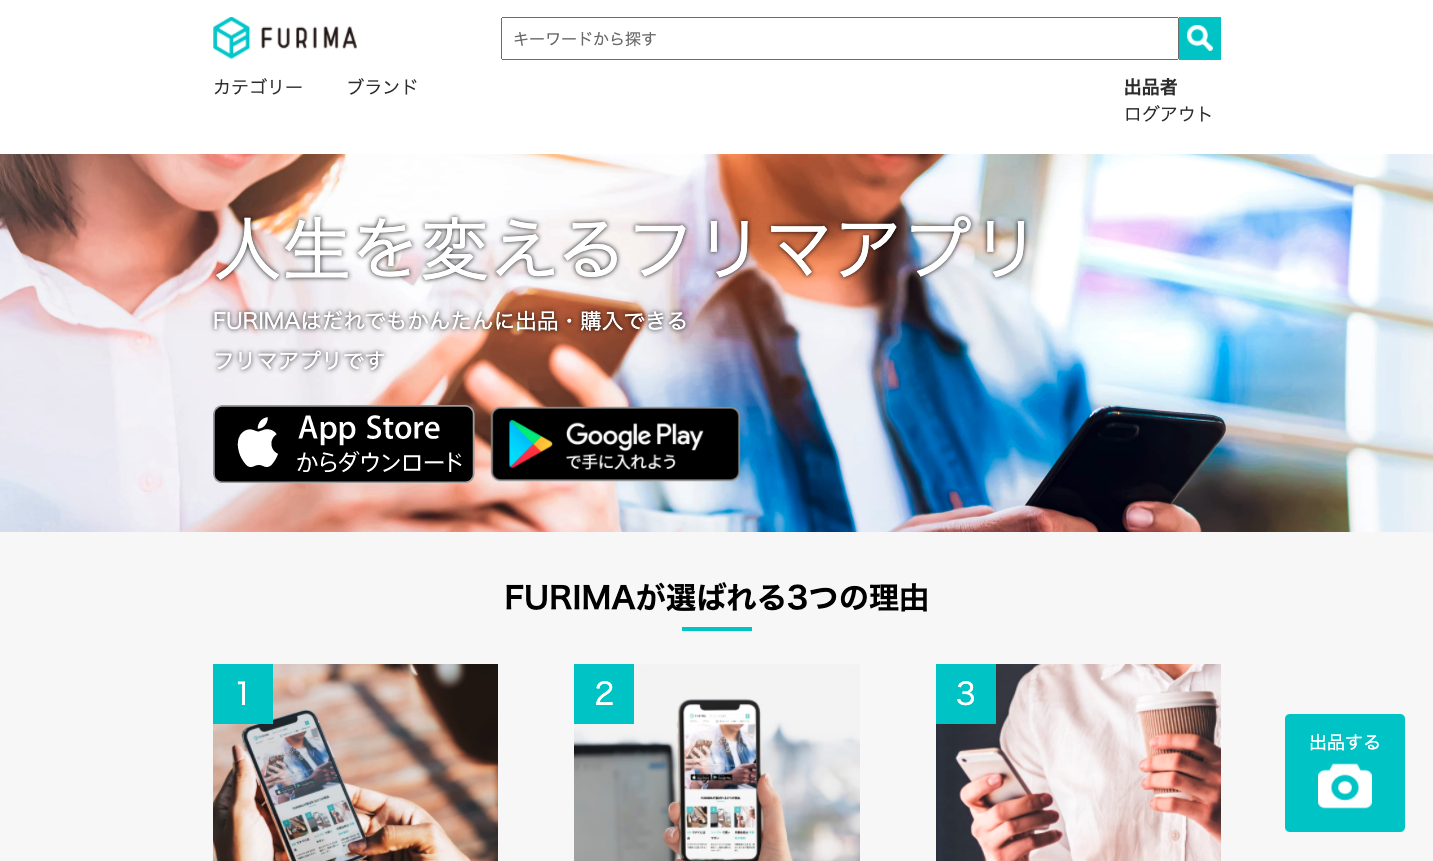 FURIMA
キーワードから探す
カテゴリー ブランド
出品者
ログアウト
人生を変えるフリマアプリ
FURIMAはだれでもかんたんに出品・購入できる
フリマアプリです
App Store
からダウンロード
Google Play
で手に入れよう
FURIMAが選ばれる3つの理由
1
2
3
出品する